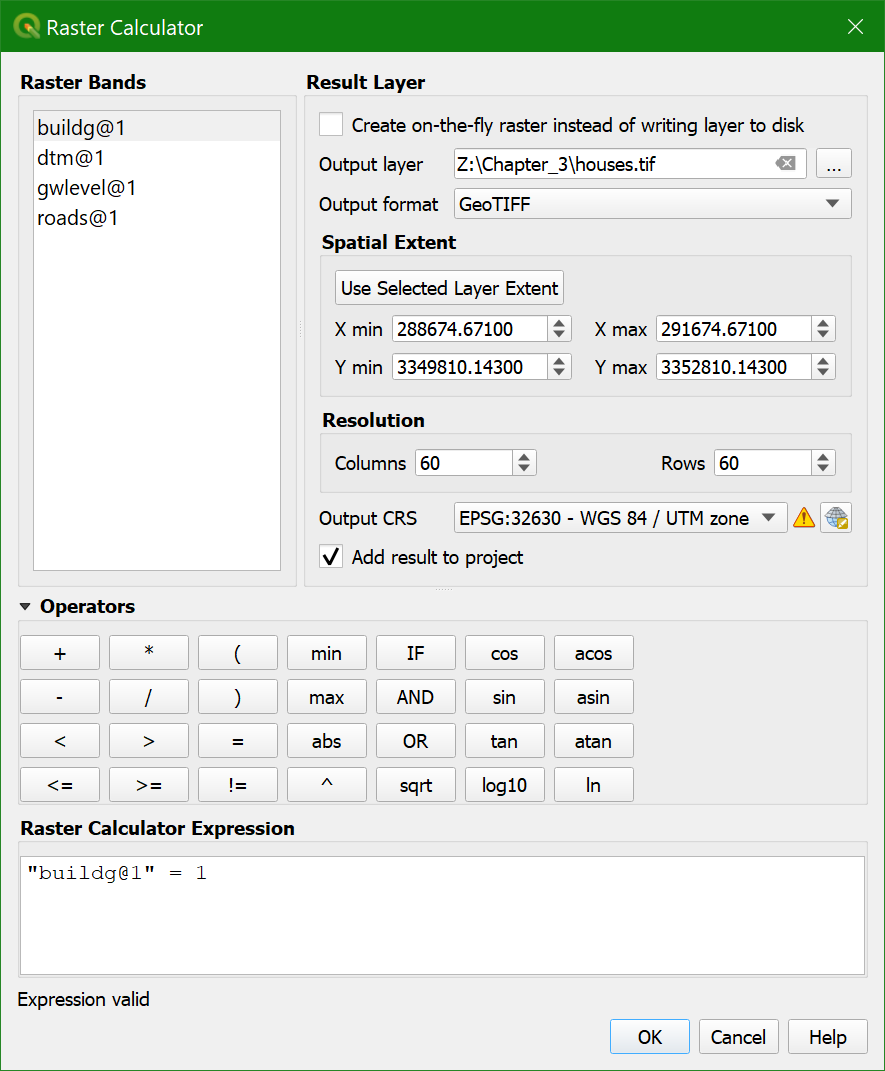 Raster Calculator
Raster Bands
buildg@1
dtm@1
gwlevel@1
roads@1
Result Layer
Create on-the-fly raster instead of writing layer to disk
Output layer Z:\Chapter_3\houses.tif ...
Output format GeoTIFF
Spatial Extent
Use Selected Layer Extent
X min 288674.67100 X max 291674.67100
Y min 3349810.14300 Y max 3352810.14300
Resolution
Columns 60 Rows 60
Output CRS EPSG:32630 - WGS 84 / UTM zone
Add result to project
Operators
+ * ( min IF cos acos
- / ) max AND sin asin
< > = abs OR tan atan
<= >= != ^ sqrt log10 ln
Raster Calculator Expression
"buildg@1" = 1
Expression valid
OK Cancel Help